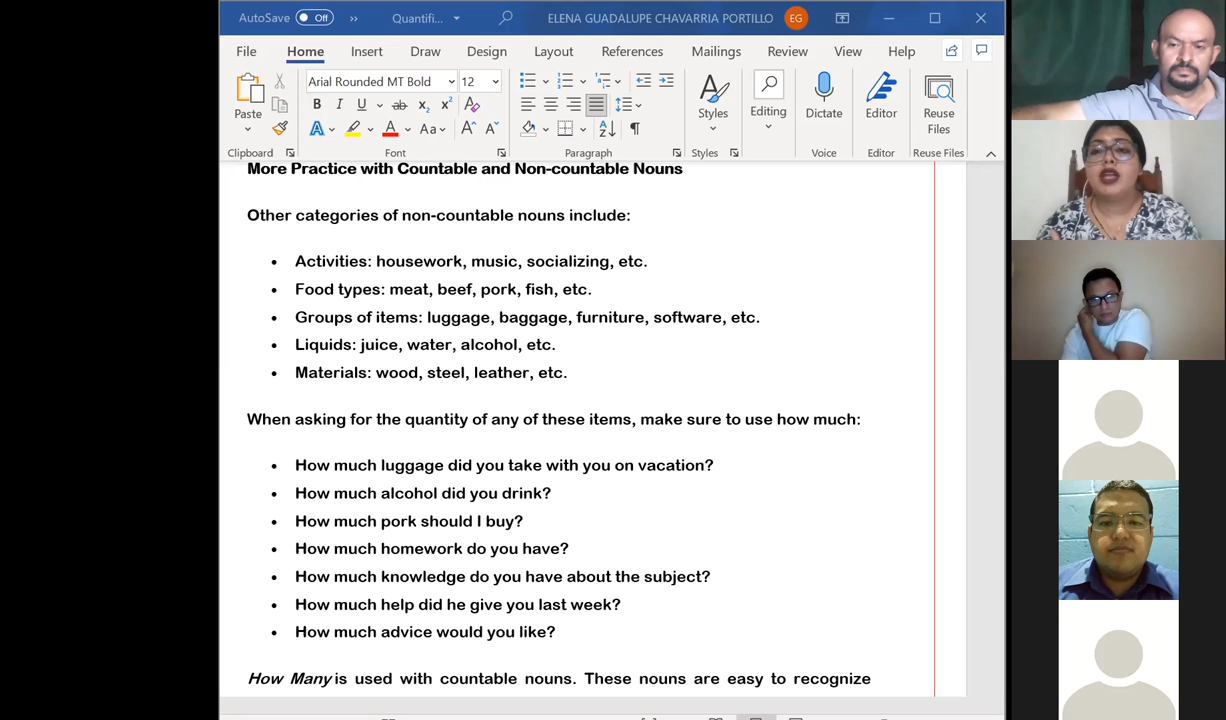 AutoSave Off Quantifi... ELENA GUADALUPE CHAVARRIA PORTILLO EG
File Home Insert Draw Design Layout References Mailings Review View Help
Arial Rounded MT Bold 12
Paste Styles Editing Dictate Editor Reuse Files
Clipboard Font Paragraph Styles Voice Editor Reuse Files
More Practice with Countable and Non-countable Nouns
Other categories of non-countable nouns include:
• Activities: housework, music, socializing, etc.
• Food types: meat, beef, pork, fish, etc.
• Groups of items: luggage, baggage, furniture, software, etc.
• Liquids: juice, water, alcohol, etc.
• Materials: wood, steel, leather, etc.
When asking for the quantity of any of these items, make sure to use how much:
• How much luggage did you take with you on vacation?
• How much alcohol did you drink?
• How much pork should I buy?
• How much homework do you have?
• How much knowledge do you have about the subject?
• How much help did he give you last week?
• How much advice would you like?
How Many is used with countable nouns. These nouns are easy to recognize